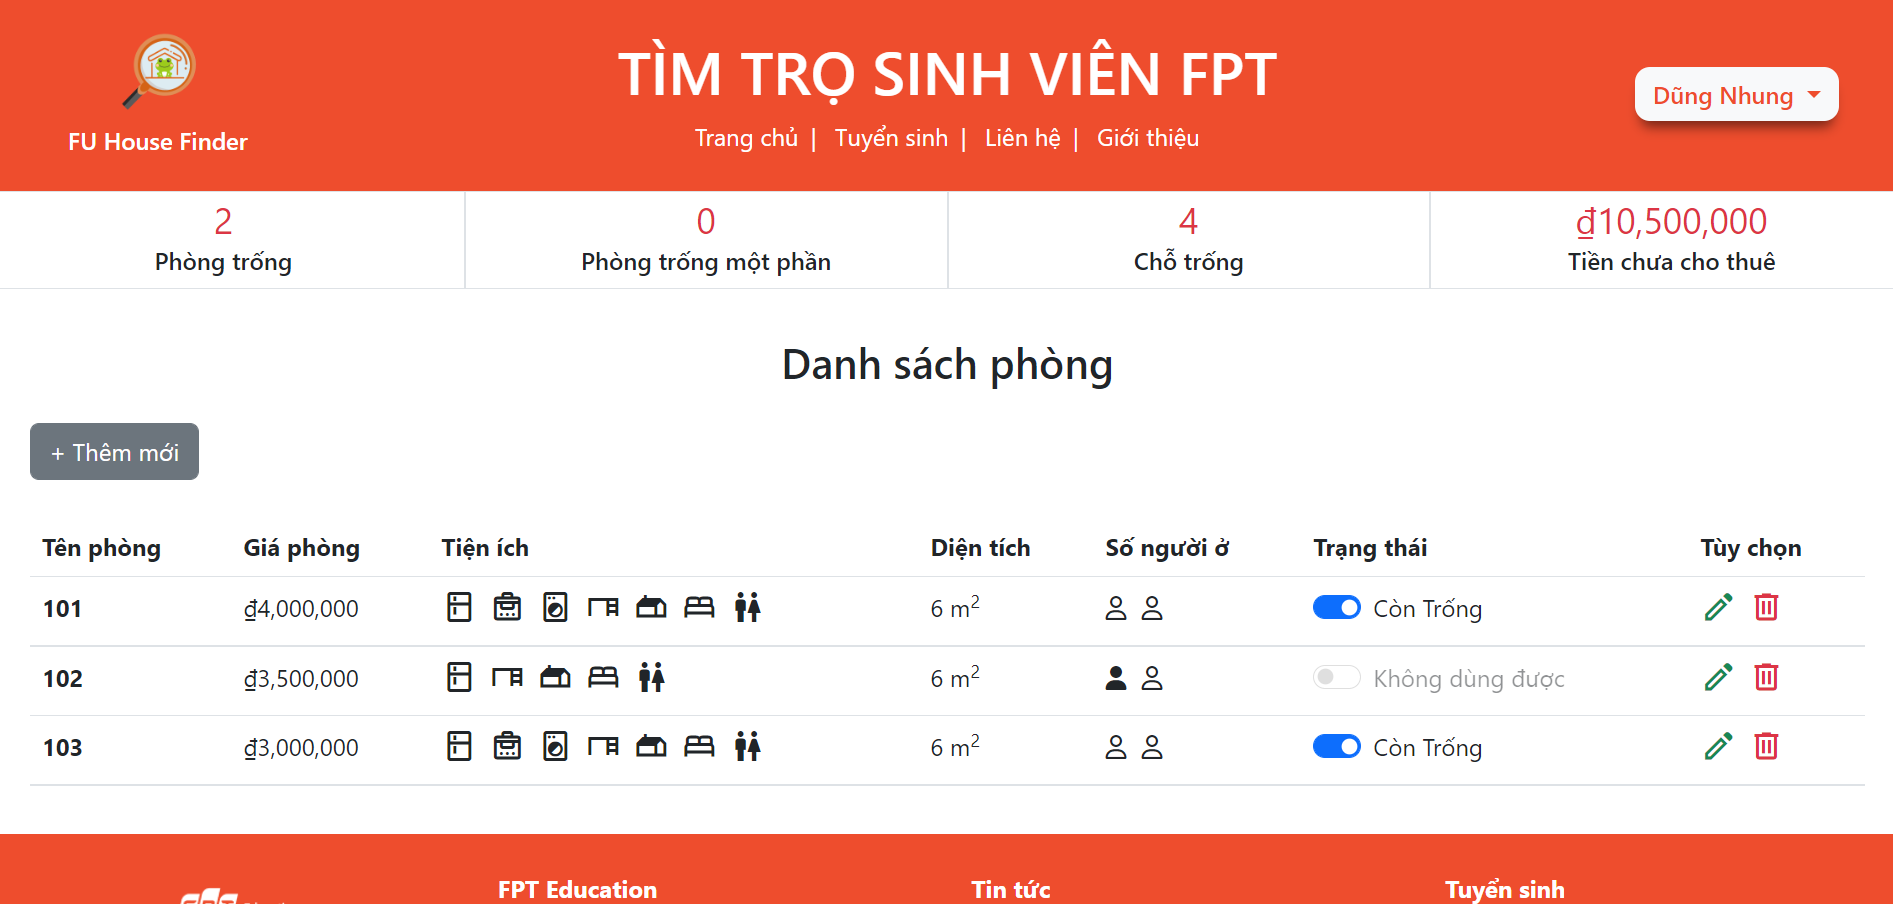 FU House Finder
TÌM TRỌ SINH VIÊN FPT
Trang chủ | Tuyển sinh | Liên hệ | Giới thiệu
Dũng Nhung
2
Phòng trống
0
Phòng trống một phần
4
Chỗ trống
₫10,500,000
Tiền chưa cho thuê
Danh sách phòng
+ Thêm mới
Tên phòng Giá phòng Tiện ích Diện tích Số người ở Trạng thái Tùy chọn
101 ₫4,000,000 6 m² Còn Trống
102 ₫3,500,000 6 m² Không dùng được
103 ₫3,000,000 6 m² Còn Trống
FPT Education Tin tức Tuyển sinh